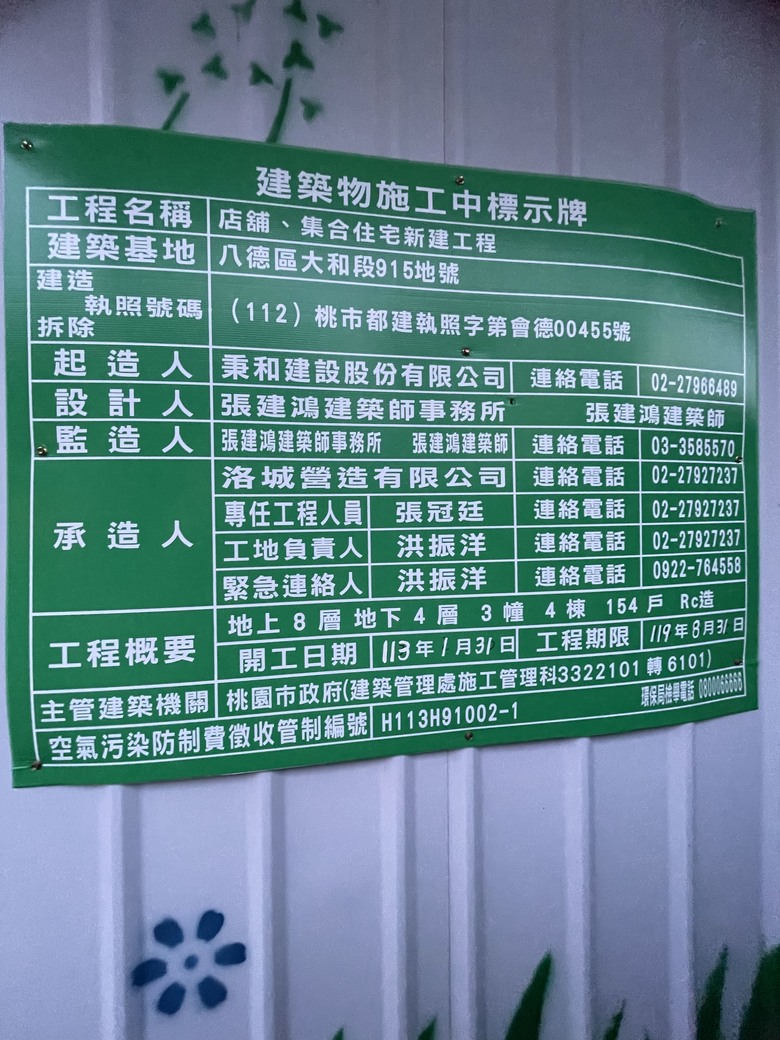 建築物施工中標示牌
工程名稱 店舖、集合住宅新建工程
建築基地 八德區大和段915地號
建造
執照號碼 (112)桃市都建執照字第會德00455號
拆除
起造人 秉和建設股份有限公司 連絡電話 02-27966489
設計人 張建鴻建築師事務所 張建鴻建築師
監造人 張建鴻建築師事務所 張建鴻建築師 連絡電話 03-3585570
承造人 洛城營造有限公司 連絡電話 02-27927237
專任工程人員 張冠廷 連絡電話 02-27927237
工地負責人 洪振洋 連絡電話 02-27927237
緊急連絡人 洪振洋 連絡電話 0922-764558
工程概要 地上8層地下4層 3幢 4棟 154戶 Rc造
開工日期 113年1月31日 工程期限 119年8月31日
主管建築機關 桃園市政府(建築管理處施工管理科3322101 轉6101)
空氣污染防制費徵收管制編號 H113H91002-1 環保局檢舉電話 0800066666